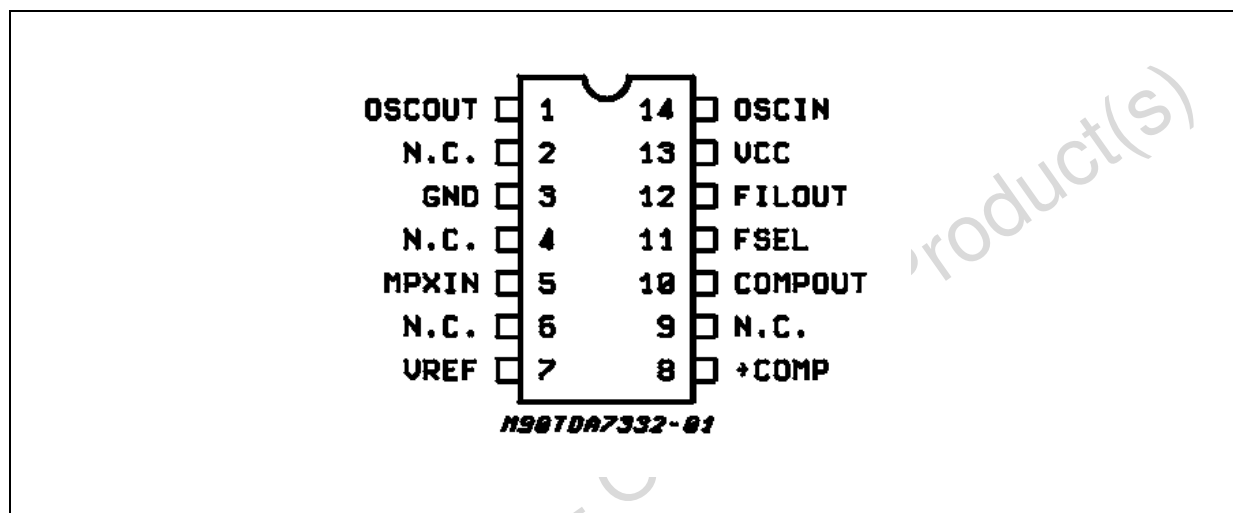 OSCOUT 1 14 OSCIN
N.C. 2 13 VCC
GND 3 12 FILOUT
N.C. 4 11 FSEL
MPXIN 5 10 COMPOUT
N.C. 6 9 N.C.
VREF 7 8 +COMP
M90TDA7332-01